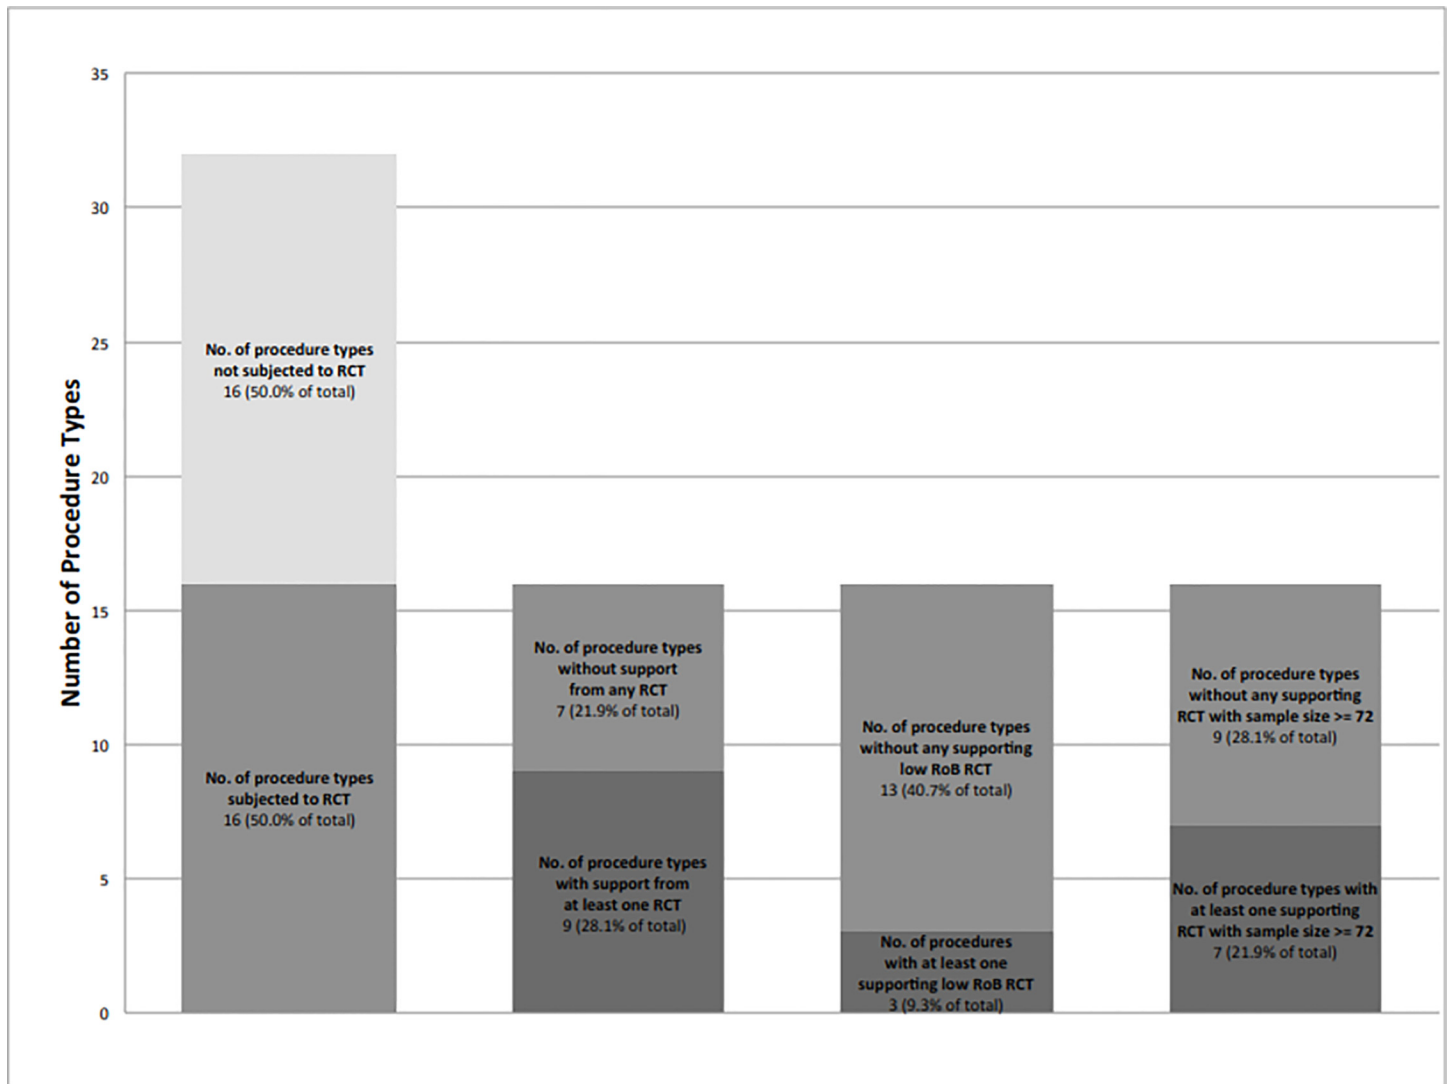 Number of Procedure Types
35
30
25
20
15
10
5
0
No. of procedure types
not subjected to RCT
16 (50.0% of total)
No. of procedure types
subjected to RCT
16 (50.0% of total)
No. of procedure types
without support
from any RCT
7 (21.9% of total)
No. of procedure types
with support from
at least one RCT
9 (28.1% of total)
No. of procedure types
without any supporting
low RoB RCT
13 (40.7% of total)
No. of procedures
with at least one
supporting low RoB RCT
3 (9.3% of total)
No. of procedure types
without any supporting
RCT with sample size >= 72
9 (28.1% of total)
No. of procedure types with
at least one supporting
RCT with sample size >= 72
7 (21.9% of total)